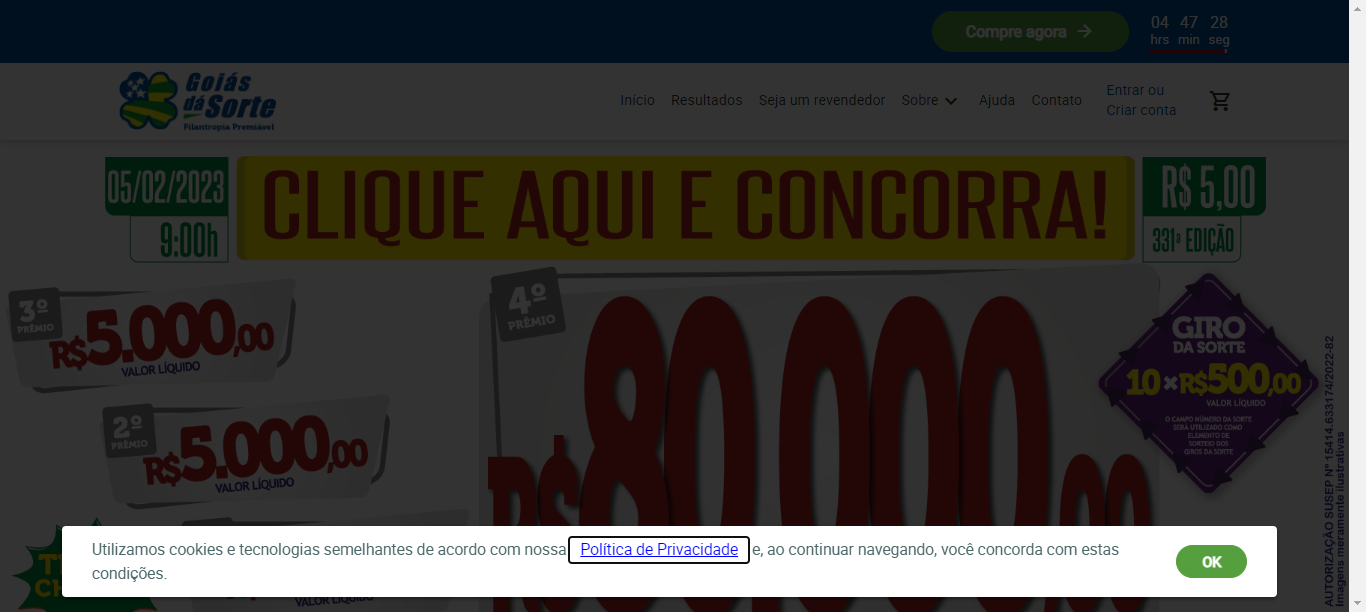 Compre agora
04 47 28
hrs min seg
Goiás
dá Sorte
Filantropia Premiável
Início Resultados Seja um revendedor Sobre Ajuda Contato
Entrar ou
Criar conta
05/02/2023
9:00h
CLIQUE AQUI E CONCORRA!
R$ 5,00
331ª EDIÇÃO
3º
PRÊMIO
R$5.000,00
VALOR LÍQUIDO
2º
PRÊMIO
R$5.000,00
VALOR LÍQUIDO
4º
PRÊMIO
R$80.000,00
GIRO
DA SORTE
10×R$500,00
VALOR LÍQUIDO
O CAMPO NÚMERO DA SORTE
SERÁ UTILIZADO COMO
ELEMENTO DE
SORTEIO DOS
GIROS DA SORTE
AUTORIZAÇÃO SUSEP Nº 15414.633174/2022-82
Imagens meramente ilustrativas
Utilizamos cookies e tecnologias semelhantes de acordo com nossa Política de Privacidade e, ao continuar navegando, você concorda com estas
condições.
OK
VALOR LÍQUIDO